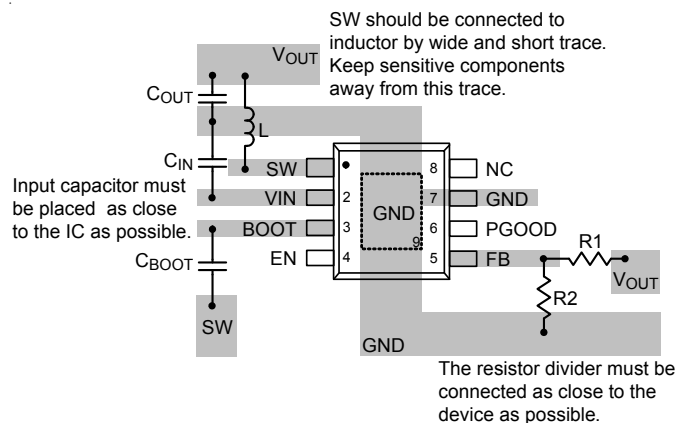 SW should be connected to
inductor by wide and short trace.
Keep sensitive components
away from this trace.
VOUT
COUT
L
CIN
SW
8
NC
Input capacitor must
be placed as close
to the IC as possible.
VIN
2
GND
7
GND
BOOT
3
6
PGOOD
9
EN
4
5
FB
R1
CBOOT
VOUT
R2
SW
GND
The resistor divider must be
connected as close to the
device as possible.